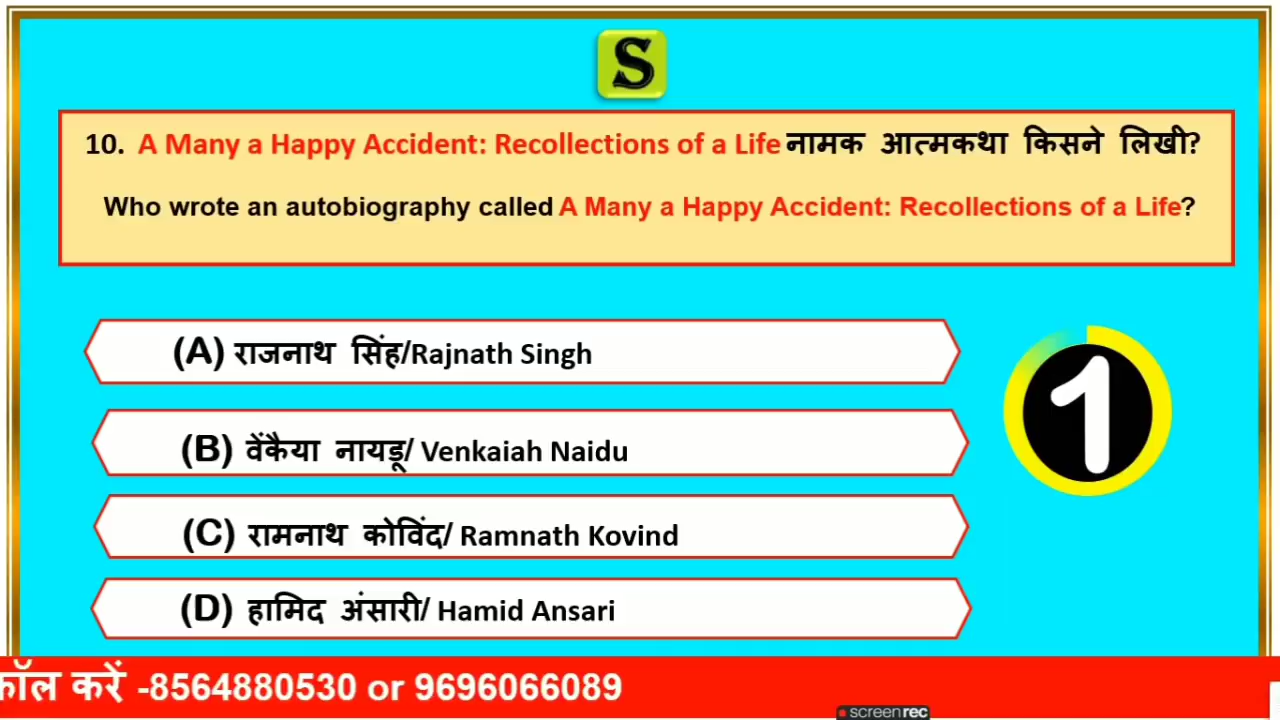 S
10. A Many a Happy Accident: Recollections of a Life नामक आत्मकथा किसने लिखी?
Who wrote an autobiography called A Many a Happy Accident: Recollections of a Life?
(A) राजनाथ सिंह/Rajnath Singh
1
(B) वेंकैया नायडू/ Venkaiah Naidu
(C) रामनाथ कोविंद/ Ramnath Kovind
(D) हामिद अंसारी/ Hamid Ansari
कॉल करें -8564880530 or 9696066089
screenrec